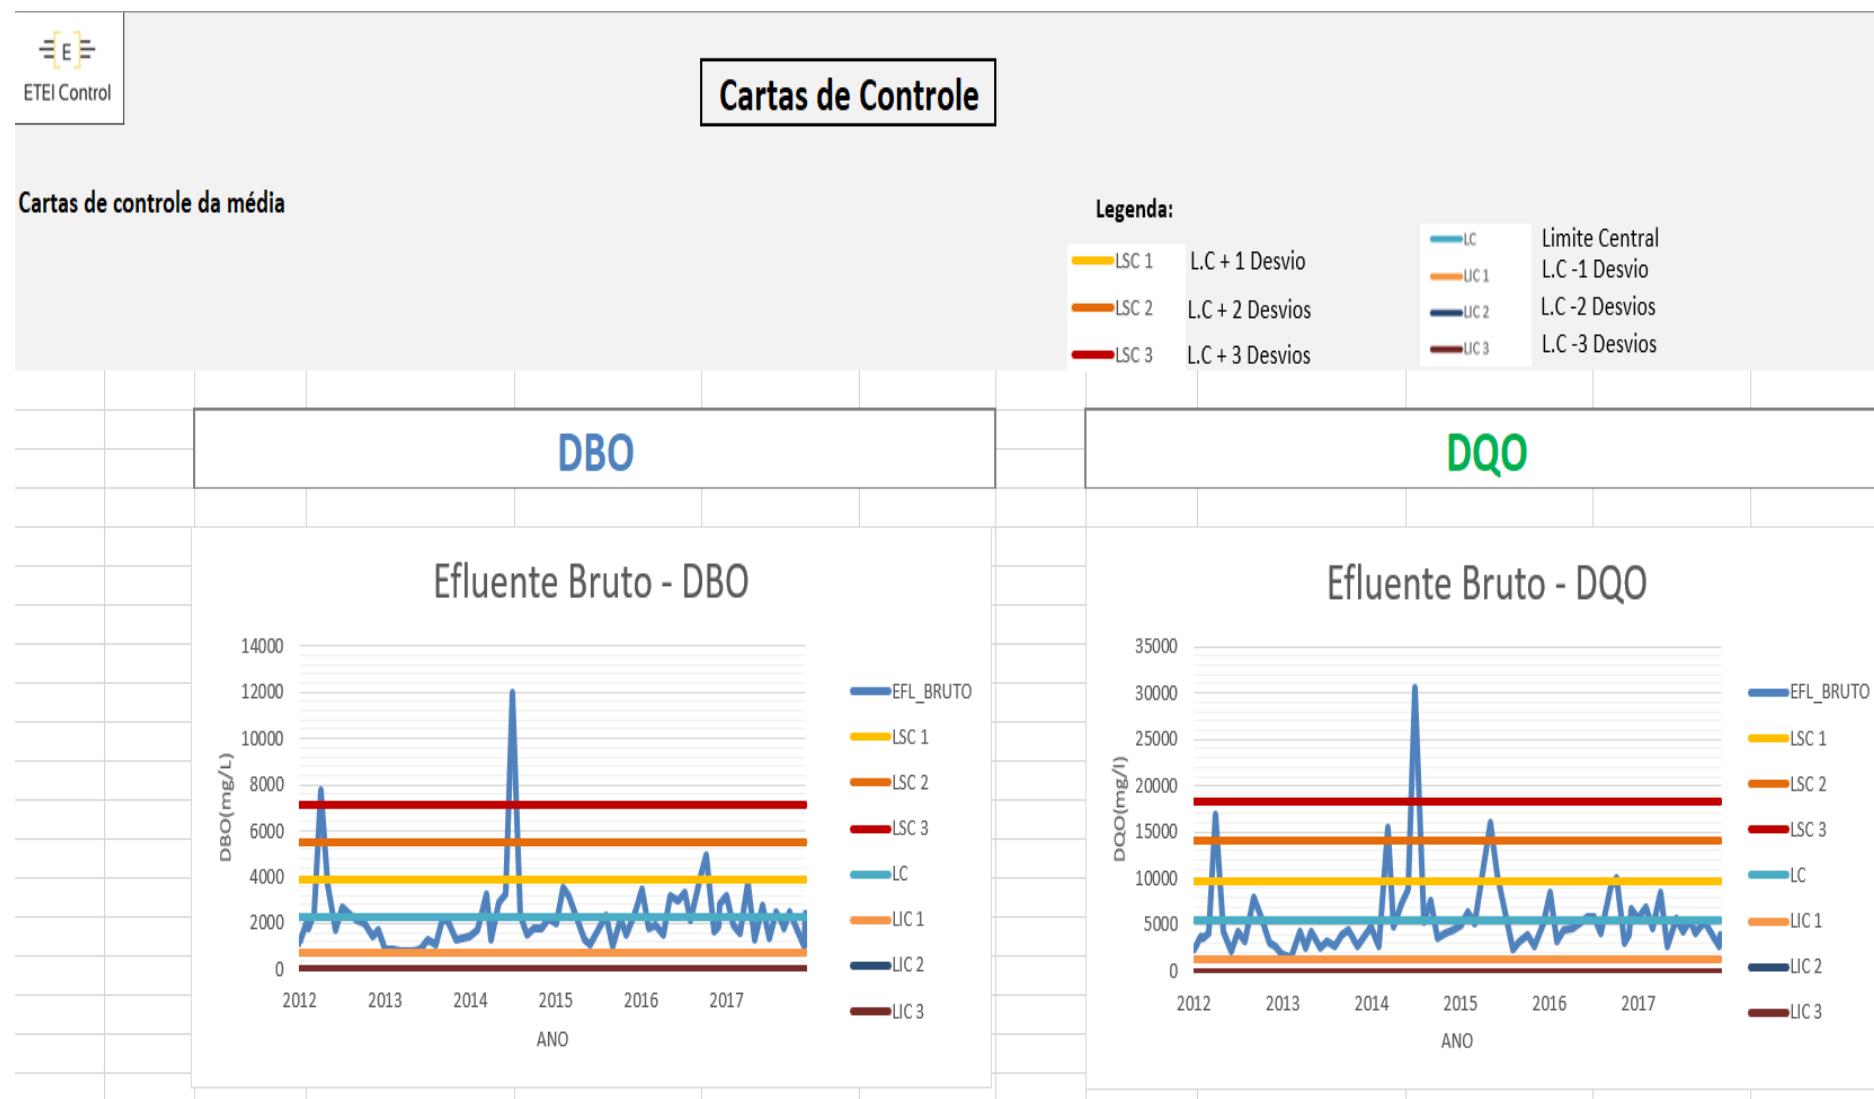 E
ETEI Control
Cartas de Controle
Cartas de controle da média
Legenda:
LSC 1 L.C + 1 Desvio
LSC 2 L.C + 2 Desvios
LSC 3 L.C + 3 Desvios
LC Limite Central
LIC 1 L.C -1 Desvio
LIC 2 L.C -2 Desvios
LIC 3 L.C -3 Desvios
DBO
Efluente Bruto - DBO
DBO(mg/L)
14000
12000
10000
8000
6000
4000
2000
0
2012 2013 2014 2015 2016 2017
ANO
EFL_BRUTO
LSC 1
LSC 2
LSC 3
LC
LIC 1
LIC 2
LIC 3
DQO
Efluente Bruto - DQO
DQO(mg/l)
35000
30000
25000
20000
15000
10000
5000
0
2012 2013 2014 2015 2016 2017
ANO
EFL_BRUTO
LSC 1
LSC 2
LSC 3
LC
LIC 1
LIC 2
LIC 3